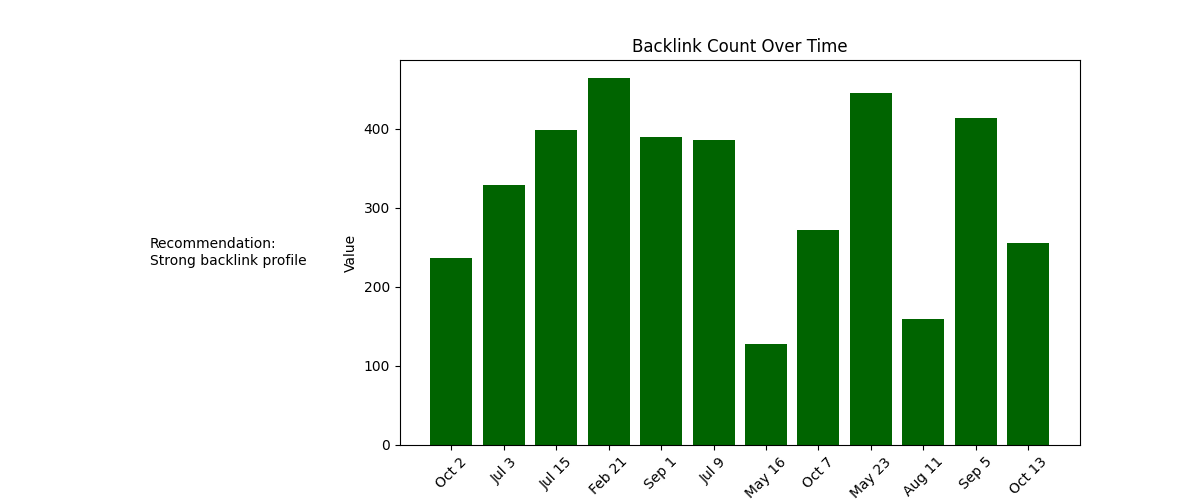 Backlink Count Over Time
Recommendation:
Strong backlink profile
Value
400
300
200
100
0
Oct 2
Jul 3
Jul 15
Feb 21
Sep 1
Jul 9
May 16
Oct 7
May 23
Aug 11
Sep 5
Oct 13